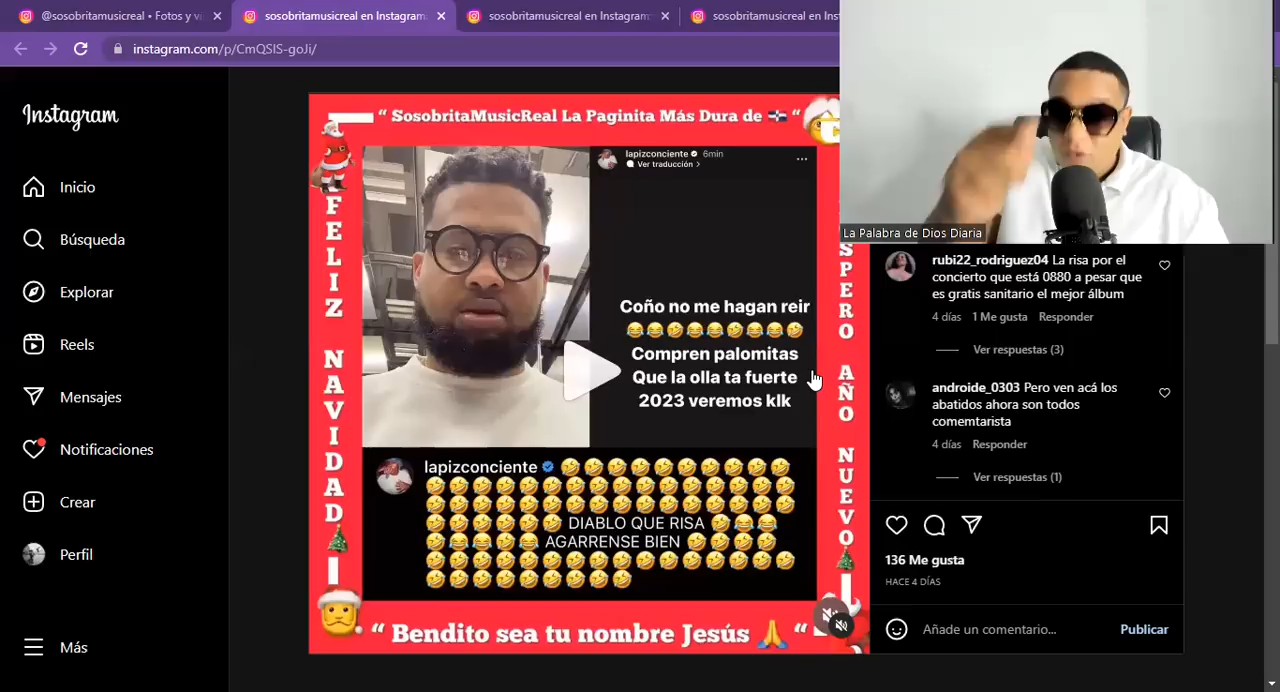 @sosobritamusicreal • Fotos y v
sosobritamusicreal en Instagram
sosobritamusicreal en Instagram
sosobritamusicreal en Insta
instagram.com/p/CmQSIS-goJi/
Instagram
Inicio
Búsqueda
Explorar
Reels
Mensajes
Notificaciones
Crear
Perfil
Más
“ SosobritaMusicReal La Paginita Más Dura de 🇩🇴 “
FELIZ NAVIDAD
lapizconciente 6min
Ver traducción >
Coño no me hagan reir
😂😂🤣😂😂🤣😂😂🤣
Compren palomitas
Que la olla ta fuerte
2023 veremos klk
lapizconciente
DIABLO QUE RISA
AGARRENSE BIEN
SPERO AÑO NUEVO
“ Bendito sea tu nombre Jesús 🙏 “
La Palabra de Dios Diaria
rubi22_rodriguez04 La risa por el
concierto que está 0880 a pesar que
es gratis sanitario el mejor álbum
4 días 1 Me gusta Responder
Ver respuestas (3)
androide_0303 Pero ven acá los
abatidos ahora son todos
comemtarista
4 días Responder
Ver respuestas (1)
136 Me gusta
HACE 4 DÍAS
Añade un comentario... Publicar